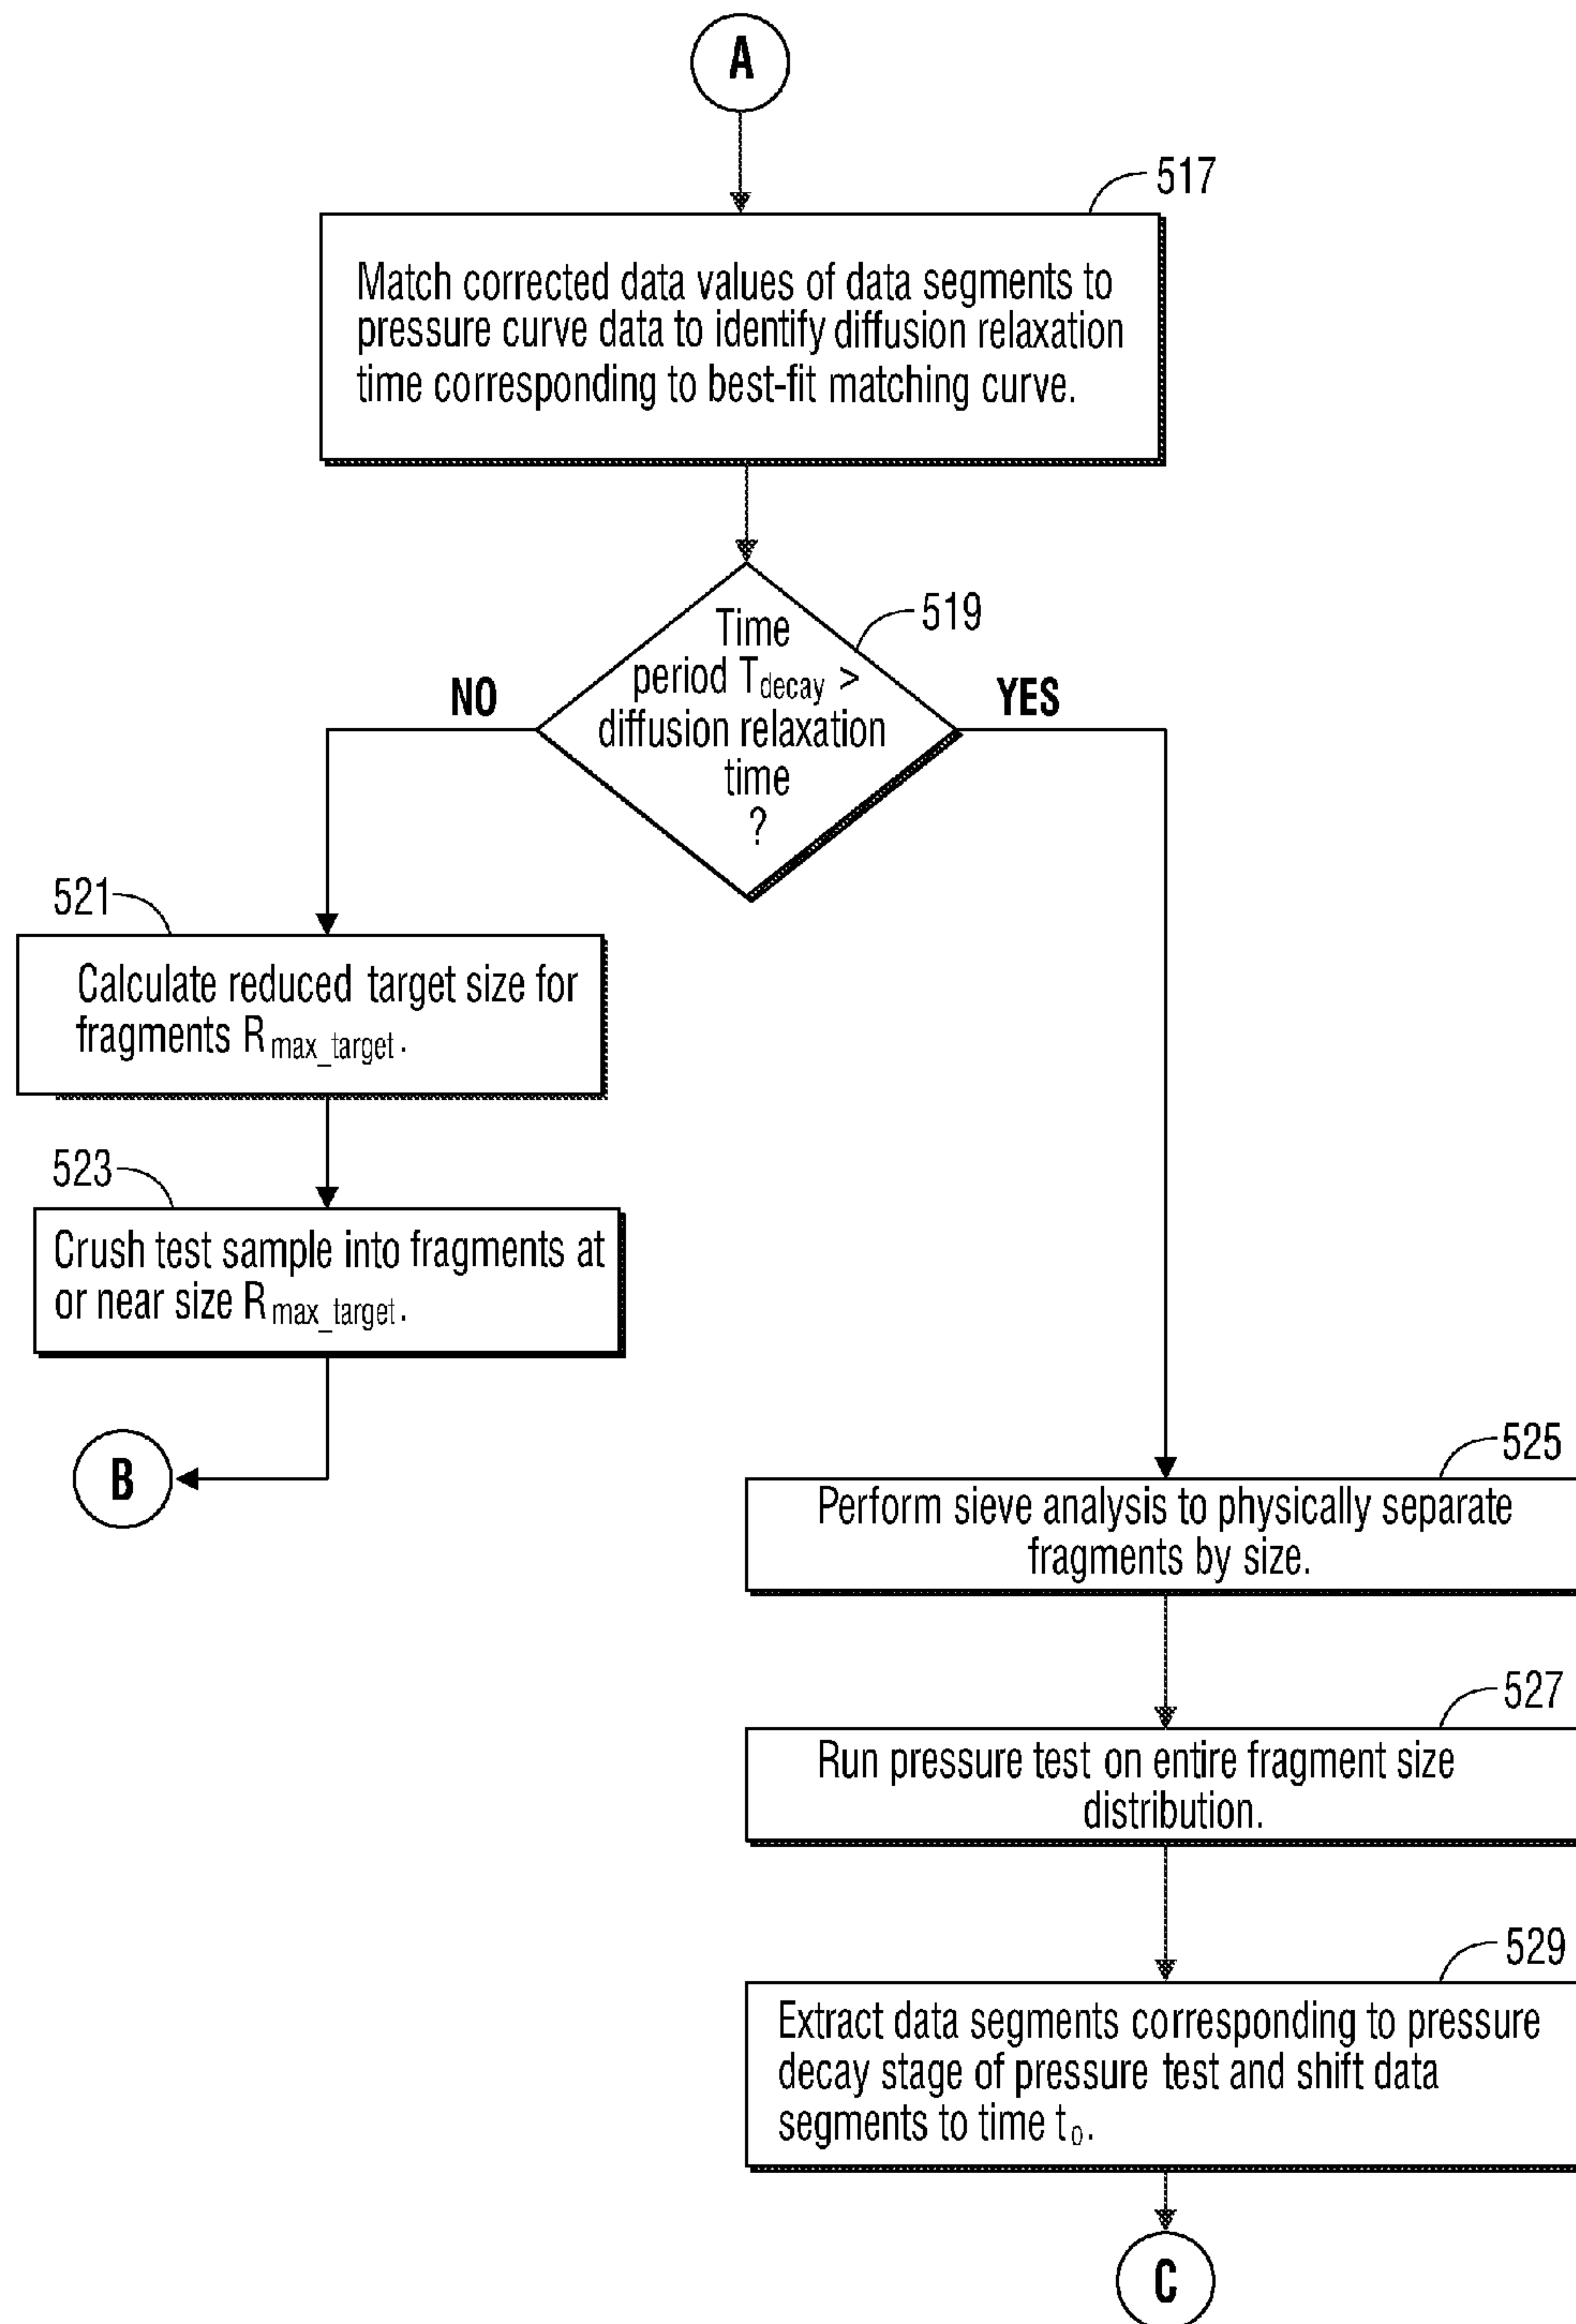 A
517
Match corrected data values of data segments to
pressure curve data to identify diffusion relaxation
time corresponding to best-fit matching curve.
519
Time
period Tdecay >
diffusion relaxation
time
?
NO
YES
521
Calculate reduced target size for
fragments Rmax_target.
523
Crush test sample into fragments at
or near size Rmax_target.
B
525
Perform sieve analysis to physically separate
fragments by size.
527
Run pressure test on entire fragment size
distribution.
529
Extract data segments corresponding to pressure
decay stage of pressure test and shift data
segments to time t0.
C